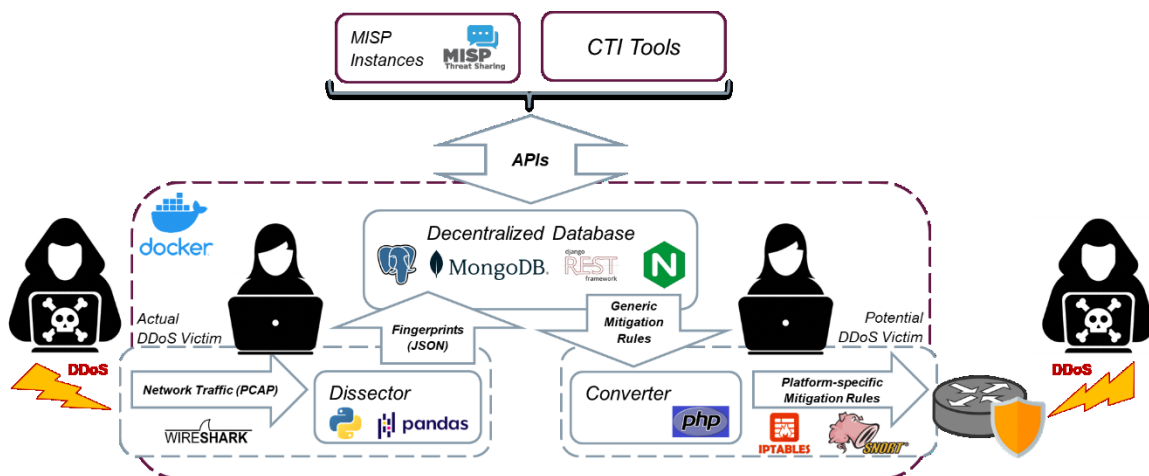 MISP
Instances
MISP
Threat Sharing
CTI Tools
APIs
docker
Decentralized Database
MongoDB.
django
REST
framework
N
Actual
DDoS Victim
Fingerprints
(JSON)
Generic
Mitigation
Rules
Potential
DDoS Victim
DDoS
Network Traffic (PCAP)
WIRESHARK
Dissector
pandas
Converter
php
Platform-specific
Mitigation Rules
IPTABLES
SNORT
DDoS